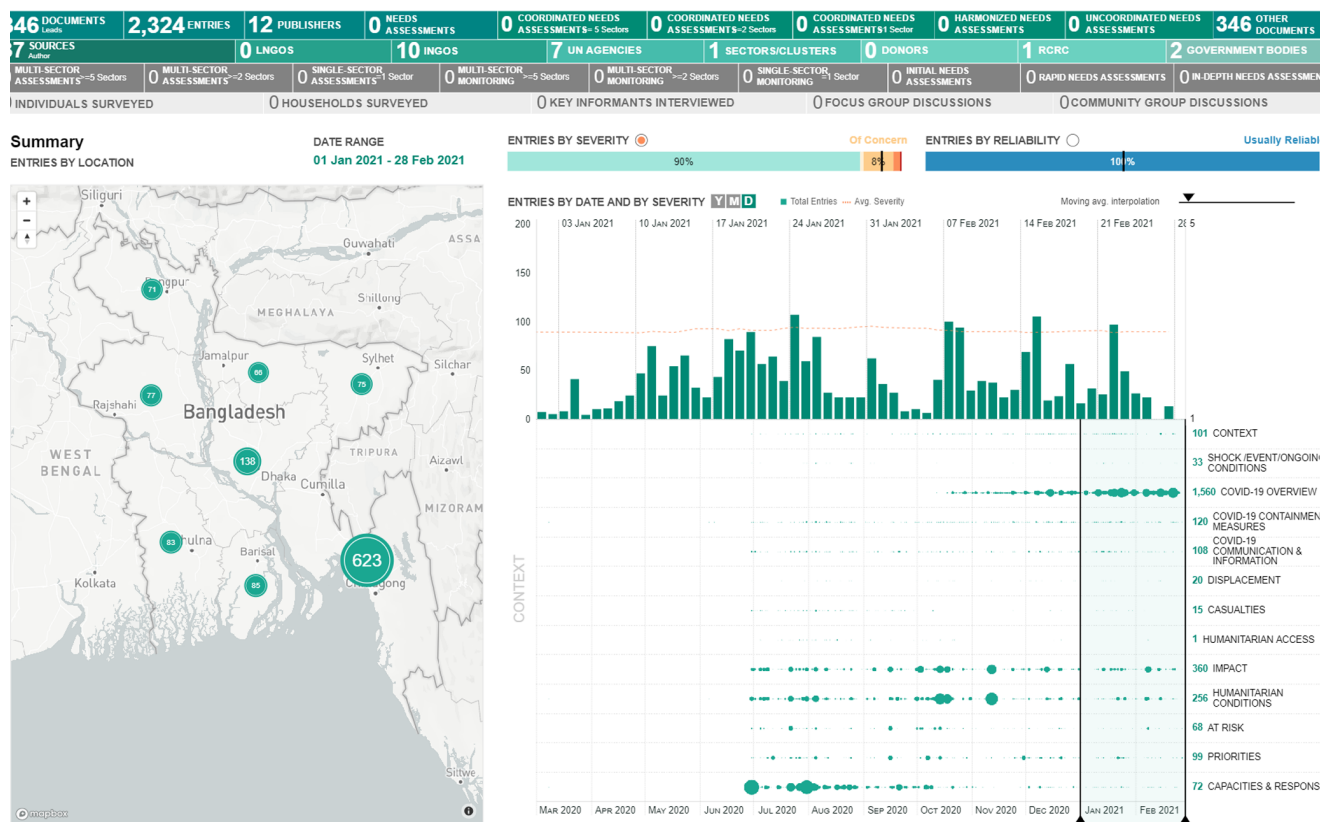 346 DOCUMENTS Leads
2,324 ENTRIES
12 PUBLISHERS
0 NEEDS ASSESSMENTS
0 COORDINATED NEEDS ASSESSMENTS>= 5 Sectors
0 COORDINATED NEEDS ASSESSMENTS=2 Sectors
0 COORDINATED NEEDS ASSESSMENTS1 Sector
0 HARMONIZED NEEDS ASSESSMENTS
0 UNCOORDINATED NEEDS ASSESSMENTS
346 OTHER DOCUMENTS
7 SOURCES Author
0 LNGOS
10 INGOS
7 UN AGENCIES
1 SECTORS/CLUSTERS
0 DONORS
1 RCRC
2 GOVERNMENT BODIES
MULTI-SECTOR ASSESSMENTS>=5 Sectors
0 MULTI-SECTOR ASSESSMENTS>=2 Sectors
0 SINGLE-SECTOR ASSESSMENTS=1 Sector
0 MULTI-SECTOR MONITORING >=5 Sectors
0 MULTI-SECTOR MONITORING >=2 Sectors
0 SINGLE-SECTOR MONITORING =1 Sector
0 INITIAL NEEDS ASSESSMENTS
0 RAPID NEEDS ASSESSMENTS
0 IN-DEPTH NEEDS ASSESSMEN
INDIVIDUALS SURVEYED
0 HOUSEHOLDS SURVEYED
0 KEY INFORMANTS INTERVIEWED
0 FOCUS GROUP DISCUSSIONS
0 COMMUNITY GROUP DISCUSSIONS
Summary
ENTRIES BY LOCATION
DATE RANGE
01 Jan 2021 - 28 Feb 2021
ENTRIES BY SEVERITY
Of Concern
90%
8%
ENTRIES BY RELIABILITY
Usually Reliabl
100%
Siliguri
Guwahati
ASSA
71
Shillong
MEGHALAYA
Jamalpur
Sylhet
Silchar
75
77
Rajshahi
Bangladesh
WEST BENGAL
TRIPURA
Aizawl
138
Dhaka
Cumilla
MIZORAM
83
Barisal
623
85
Kolkata
Sittwe
mapbox
ENTRIES BY DATE AND BY SEVERITY
Y M D
Total Entries
Avg. Severity
Moving avg. interpolation
200
03 JAN 2021
10 JAN 2021
17 JAN 2021
24 JAN 2021
31 JAN 2021
07 FEB 2021
14 FEB 2021
21 FEB 2021
5
150
100
50
0
1
CONTEXT
101 CONTEXT
33 SHOCK /EVENT/ONGOING
CONDITIONS
1,560 COVID-19 OVERVIEW
120 COVID-19 CONTAINMEN
MEASURES
COVID-19
108 COMMUNICATION &
INFORMATION
20 DISPLACEMENT
15 CASUALTIES
1 HUMANITARIAN ACCESS
360 IMPACT
256 HUMANITARIAN
CONDITIONS
68 AT RISK
99 PRIORITIES
72 CAPACITIES & RESPONS
MAR 2020
APR 2020
MAY 2020
JUN 2020
JUL 2020
AUG 2020
SEP 2020
OCT 2020
NOV 2020
DEC 2020
JAN 2021
FEB 2021